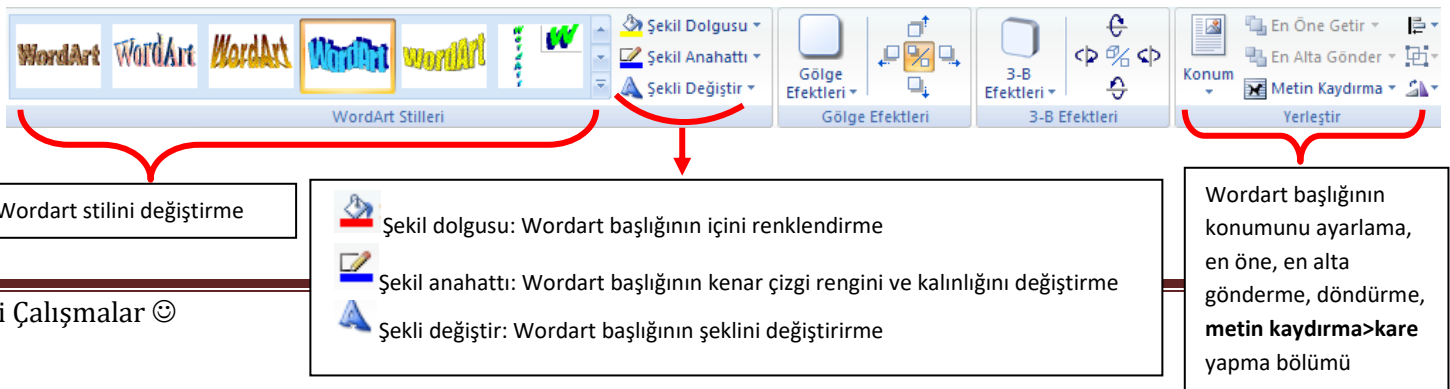 WordArt WordArt WordArt WordArt WordArt W
Şekil Dolgusu
Şekil Anahattı
Şekli Değiştir
WordArt Stilleri
Gölge
Efektleri
Gölge Efektleri
3-B
Efektleri
3-B Efektleri
Konum
En Öne Getir
En Alta Gönder
Metin Kaydırma
Yerleştir
Wordart stilini değiştirme
Şekil dolgusu: Wordart başlığının içini renklendirme
Şekil anahattı: Wordart başlığının kenar çizgi rengini ve kalınlığını değiştirme
Şekli değiştir: Wordart başlığının şeklini değiştirirme
Wordart başlığının
konumunu ayarlama,
en öne, en alta
gönderme, döndürme,
metin kaydırma>kare
yapma bölümü
i Çalışmalar ☺